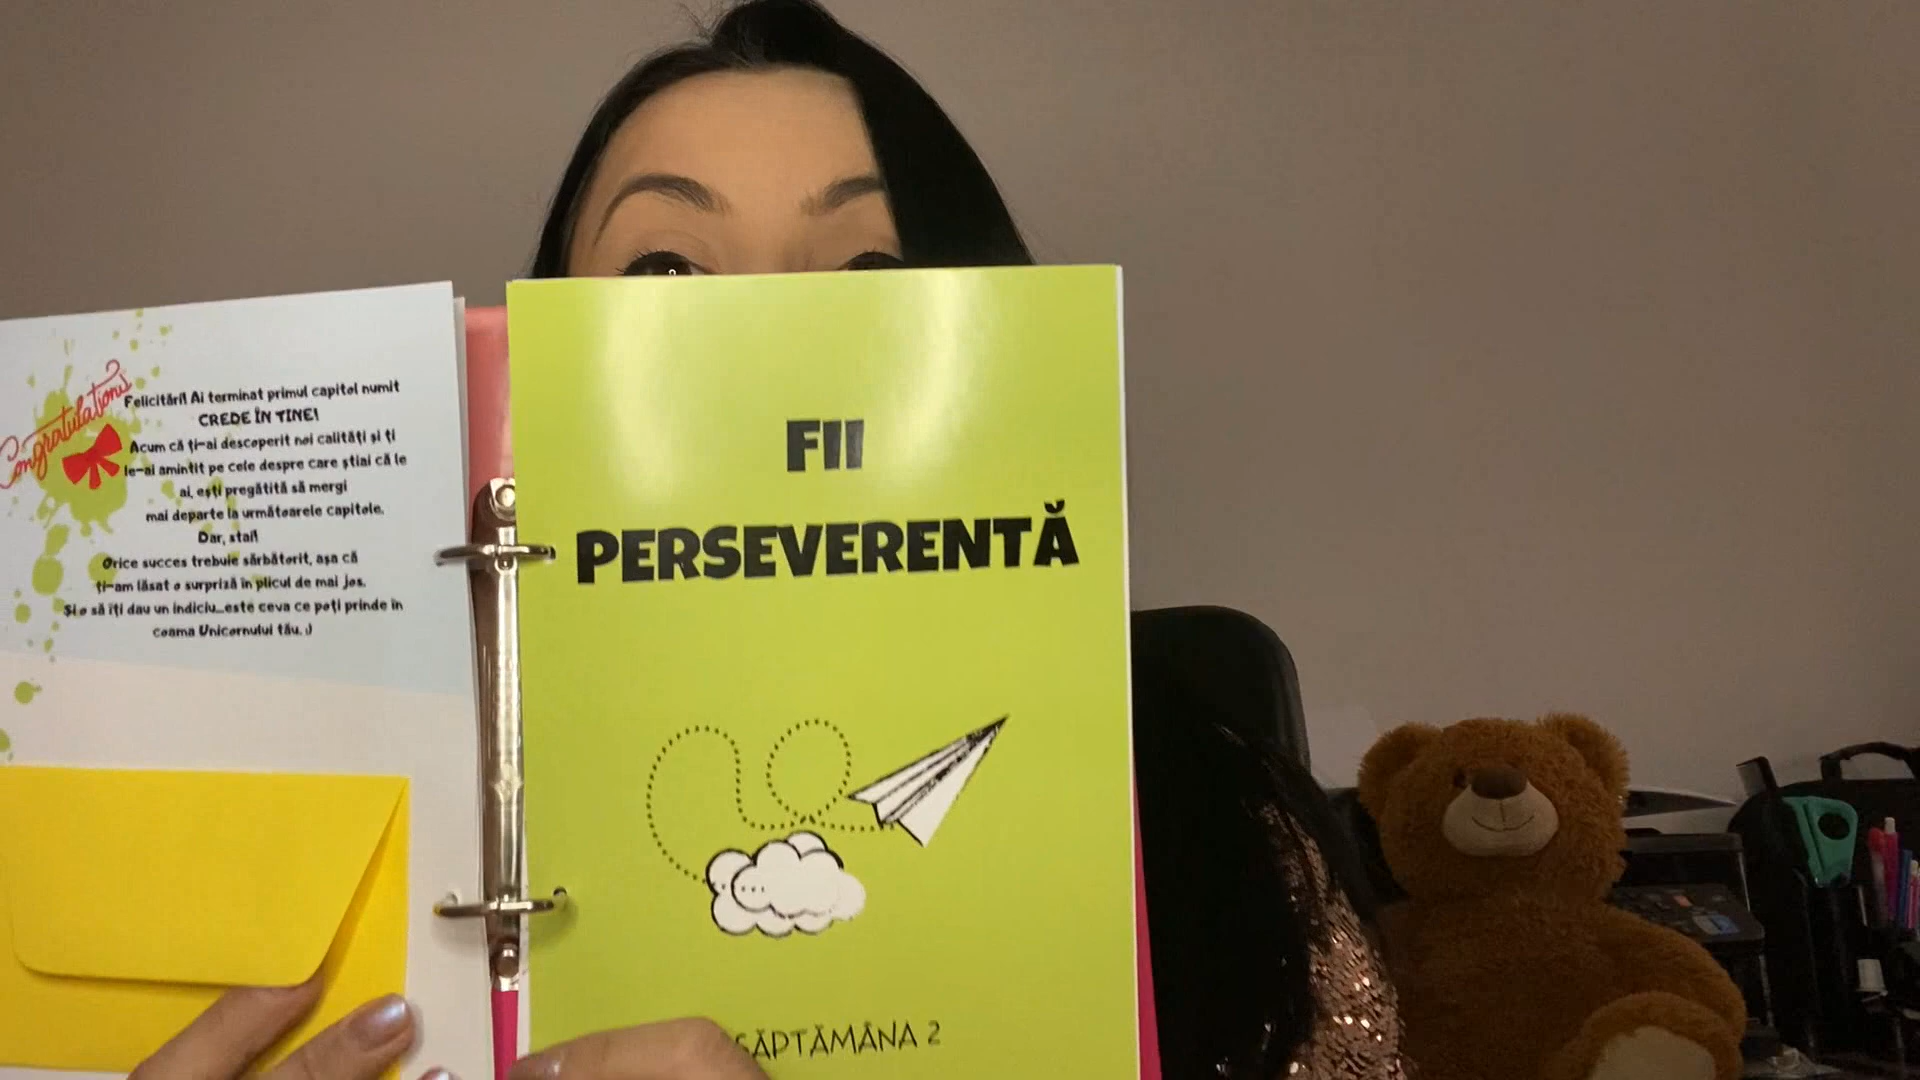 Congratulations
Felicitări! Ai terminat primul capitol numit
CREDE ÎN TINE!
Acum că ți-ai descoperit noi calități și ți
le-ai amintit pe cele despre care știai că le
ai, ești pregătită să mergi
mai departe la următoarele capitole.
Dar, stai!
Orice succes trebuie sărbătorit, așa că
ți-am lăsat o surpriză în plicul de mai jos.
Și o să îți dau un indiciu...este ceva ce poți prinde în
coama Unicornului tău. :)
FII
PERSEVERENTĂ
SĂPTĂMÂNA 2